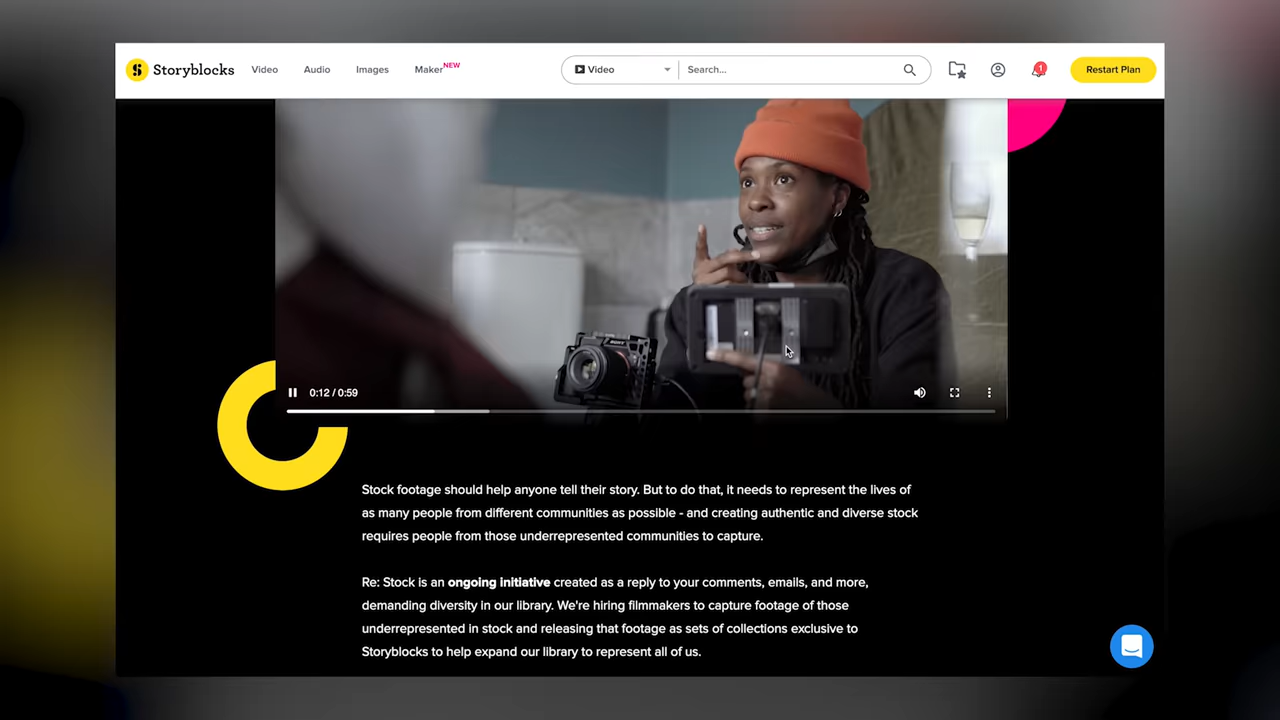 Storyblocks
Video
Audio
Images
Maker NEW
Video
Search...
1
Restart Plan
SONY
0:12 / 0:59
Stock footage should help anyone tell their story. But to do that, it needs to represent the lives of
as many people from different communities as possible - and creating authentic and diverse stock
requires people from those underrepresented communities to capture.
Re: Stock is an ongoing initiative created as a reply to your comments, emails, and more,
demanding diversity in our library. We're hiring filmmakers to capture footage of those
underrepresented in stock and releasing that footage as sets of collections exclusive to
Storyblocks to help expand our library to represent all of us.